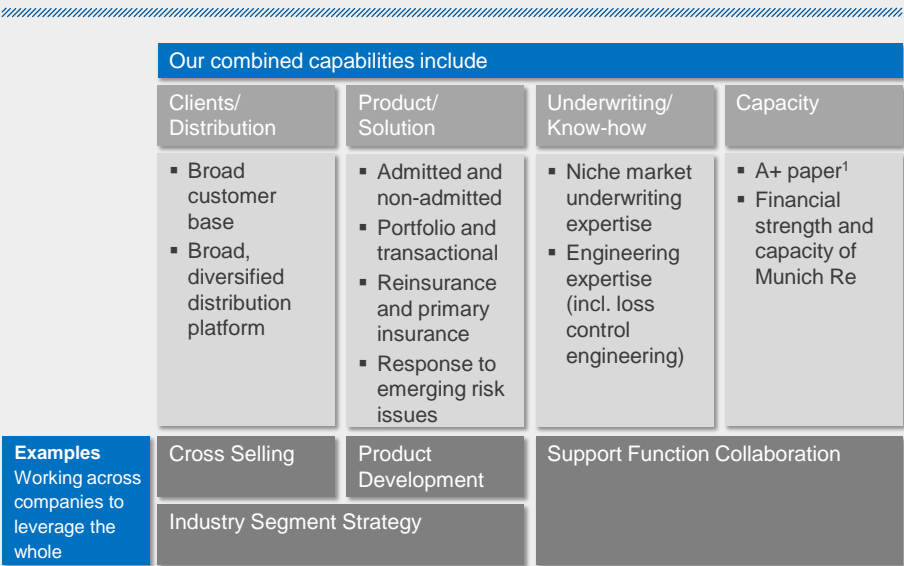 Our combined capabilities include
Clients/
Distribution
Product/
Solution
Underwriting/
Know-how
Capacity
▪ Broad
customer
base
▪ Broad,
diversified
distribution
platform
▪ Admitted and
non-admitted
▪ Portfolio and
transactional
▪ Reinsurance
and primary
insurance
▪ Response to
emerging risk
issues
▪ Niche market
underwriting
expertise
▪ Engineering
expertise
(incl. loss
control
engineering)
▪ A+ paper¹
▪ Financial
strength and
capacity of
Munich Re
Examples
Working across
companies to
leverage the
whole
Cross Selling
Product
Development
Support Function Collaboration
Industry Segment Strategy